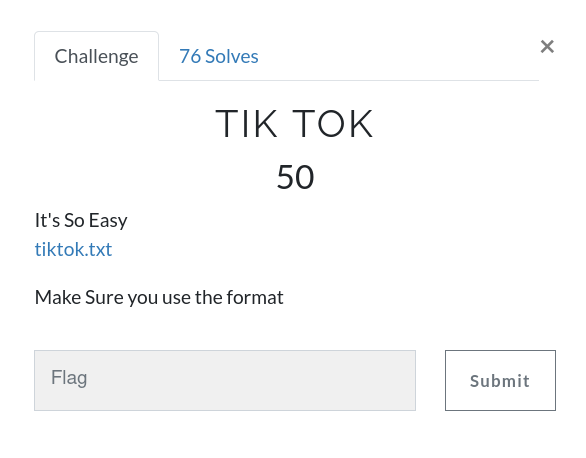 Challenge
76 Solves
×
TIK TOK
50
It's So Easy
tiktok.txt
Make Sure you use the format
Flag
Submit